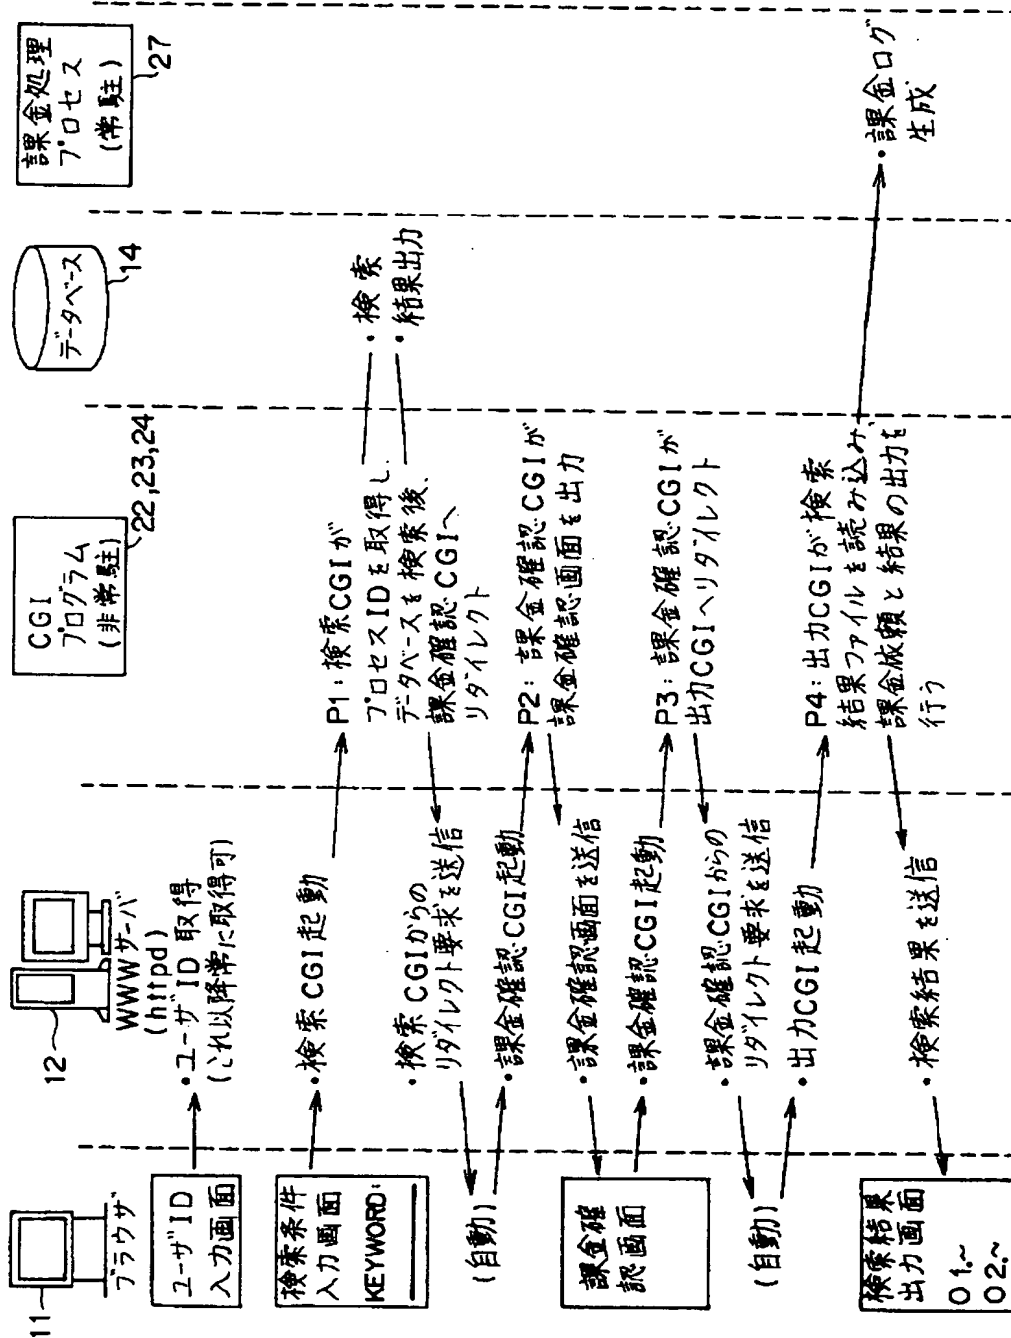 11
ブラウザ
12
WWWサーバ
(httpd)
CGI
プログラム
(非常駐)
22,23,24
データベース
14
課金処理
プロセス
(常駐)
27
ユーザID
入力画面
・ユーザID取得
(これ以降常に取得可)
検索条件
入力画面
KEYWORD:
・検索CGI起動
P1:検索CGIが
プロセスIDを取得し、
データベースを検索後、
課金確認CGIへ
リダイレクト
・検索
・結果出力
・検索CGIからの
リダイレクト要求を送信
(自動)
・課金確認CGI起動
P2:課金確認CGIが
課金確認画面を出力
・課金確認画面を送信
課金確
認画面
・課金確認CGI起動
P3:課金確認CGIが
出力CGIへリダイレクト
・課金確認CGIからの
リダイレクト要求を送信
(自動)
・出力CGI起動
P4:出力CGIが検索
結果ファイルを読み込み、
課金依頼と結果の出力を
行う
・課金ログ
生成
・検索結果を送信
検索結果
出力画面
O 1.~
O 2.~